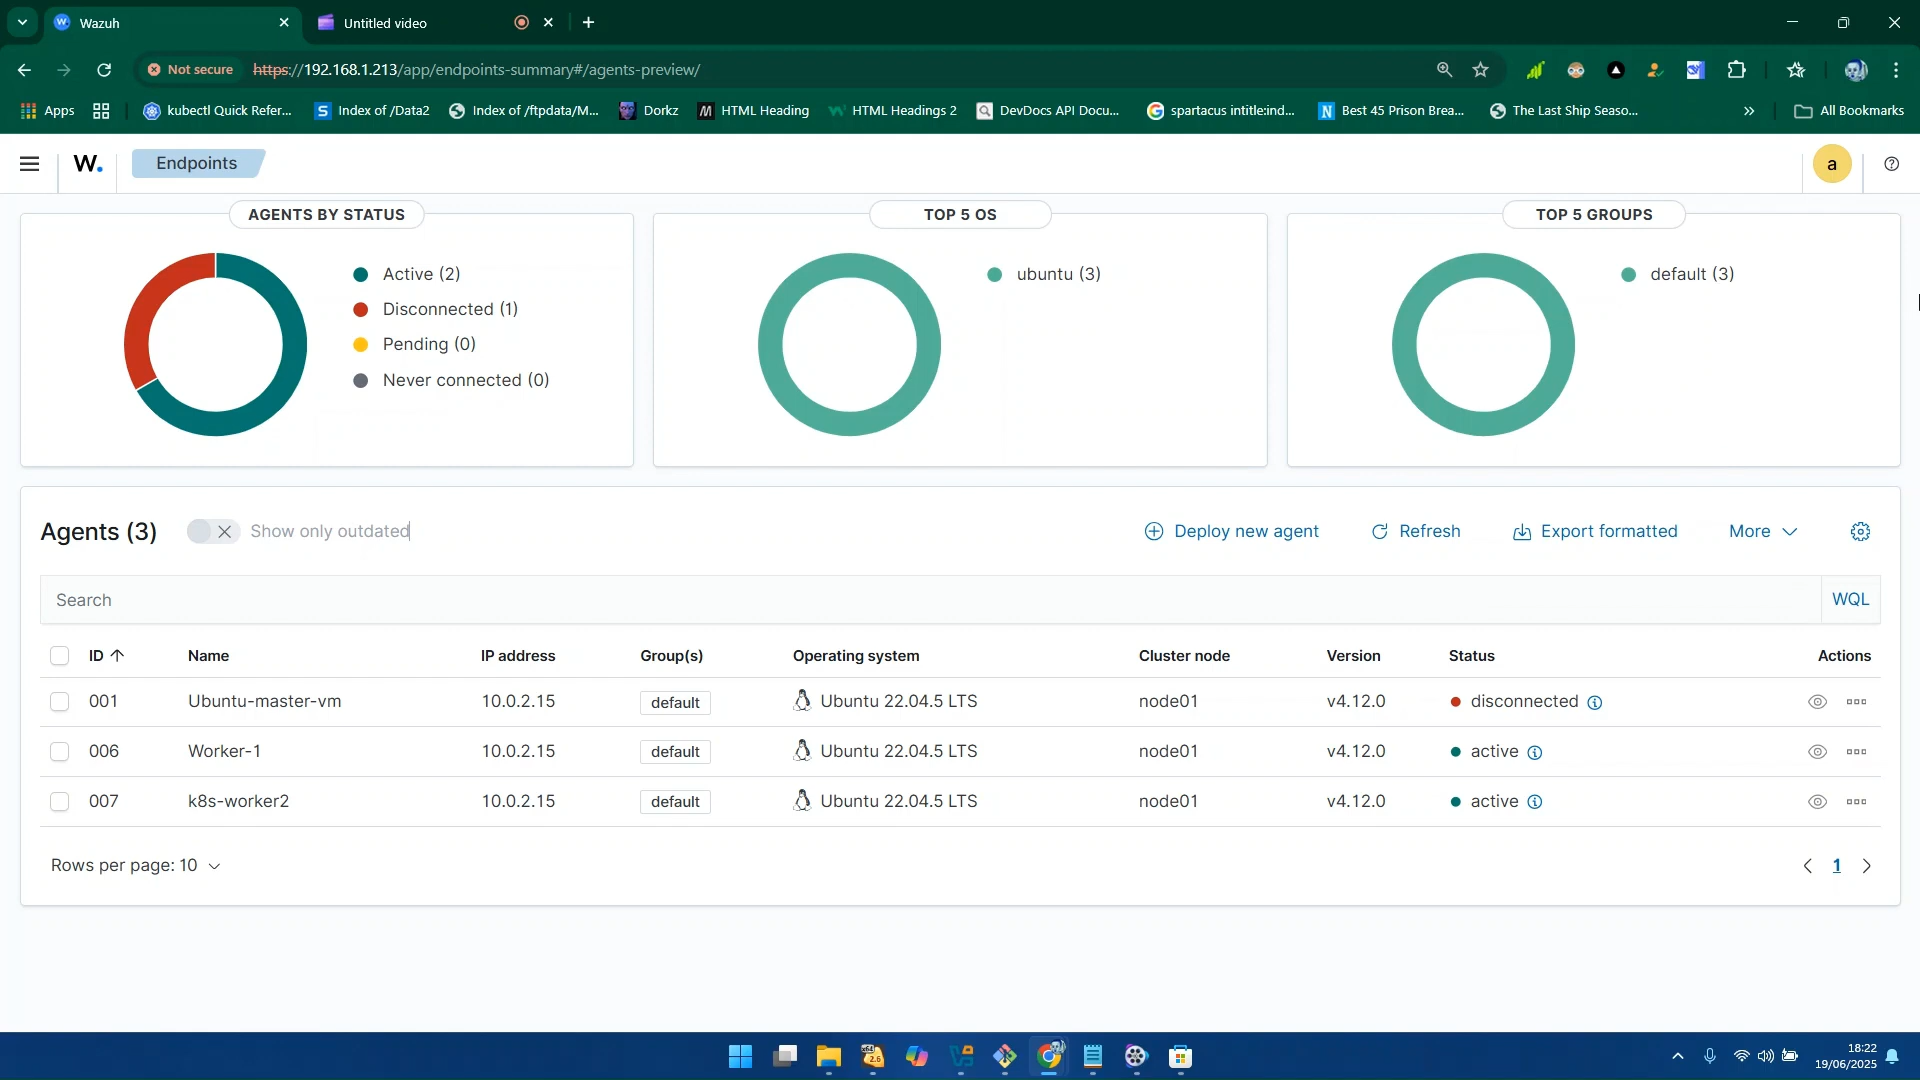 Wazuh
Untitled video
Not secure
https://192.168.1.213/app/endpoints-summary#/agents-preview/
Apps
kubectl Quick Refer...
Index of /Data2
Index of /ftpdata/M...
Dorkz
HTML Heading
HTML Headings 2
DevDocs API Docu...
spartacus intitle:ind...
Best 45 Prison Brea...
The Last Ship Seaso...
»
All Bookmarks
W.
Endpoints
a
AGENTS BY STATUS
Active (2)
Disconnected (1)
Pending (0)
Never connected (0)
TOP 5 OS
ubuntu (3)
TOP 5 GROUPS
default (3)
Agents (3)
Show only outdated
Deploy new agent
Refresh
Export formatted
More
Search
WQL
ID Name IP address Group(s) Operating system Cluster node Version Status Actions
001 Ubuntu-master-vm 10.0.2.15 default Ubuntu 22.04.5 LTS node01 v4.12.0 disconnected
006 Worker-1 10.0.2.15 default Ubuntu 22.04.5 LTS node01 v4.12.0 active
007 k8s-worker2 10.0.2.15 default Ubuntu 22.04.5 LTS node01 v4.12.0 active
Rows per page: 10
1
18:22
19/06/2025